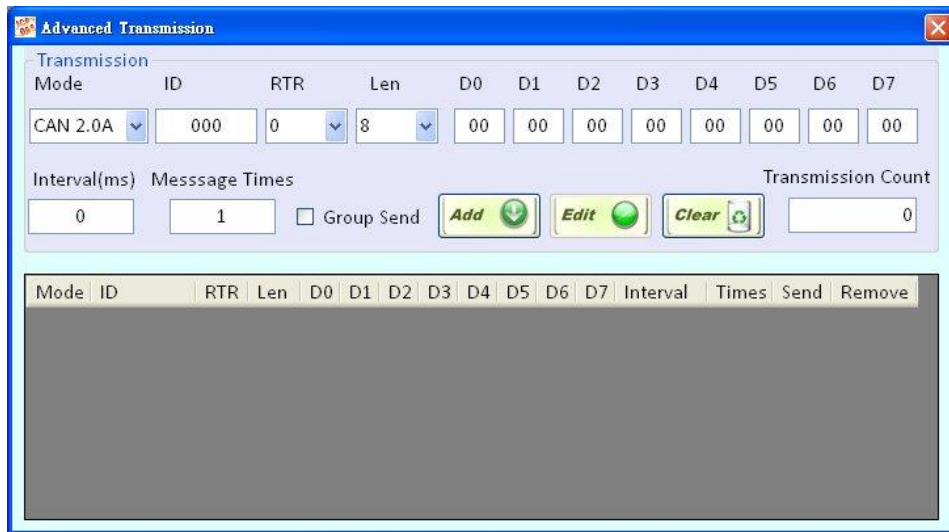 Advanced Transmission
Transmission
Mode ID RTR Len D0 D1 D2 D3 D4 D5 D6 D7
CAN 2.0A 000 0 8 00 00 00 00 00 00 00 00
Interval(ms) Messsage Times Transmission Count
0 1 Group Send Add Edit Clear 0
Mode ID RTR Len D0 D1 D2 D3 D4 D5 D6 D7 Interval Times Send Remove